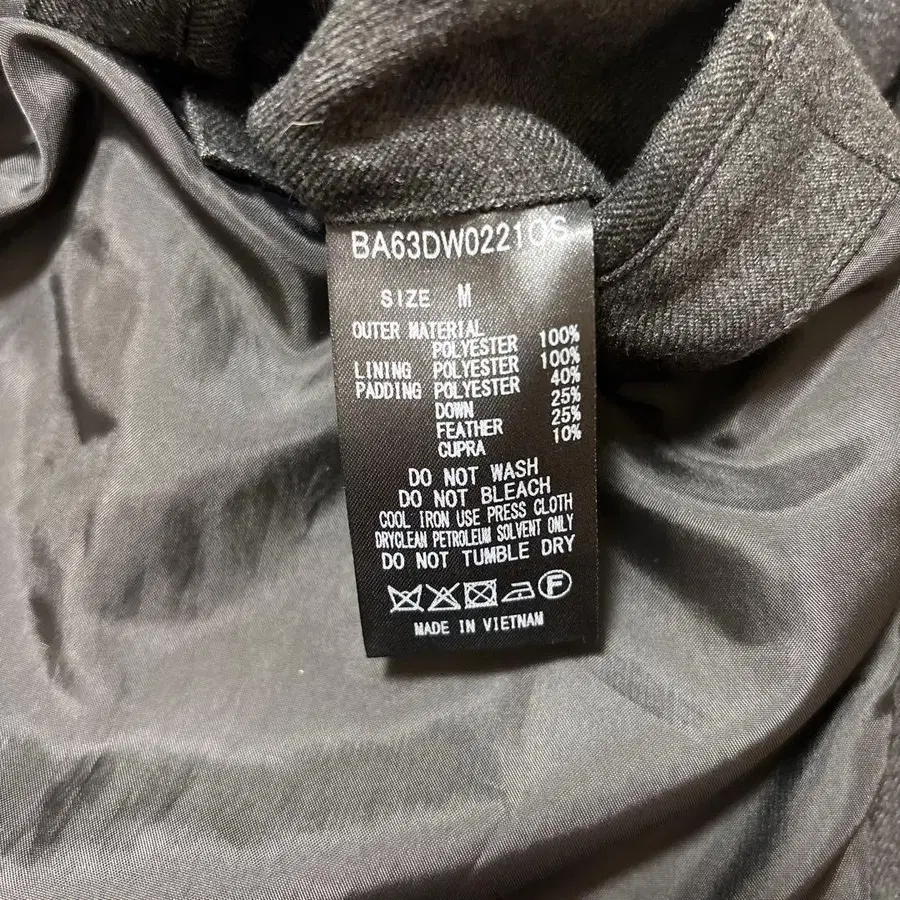 BA63DW0221OS
SIZE M
OUTER MATERIAL
POLYESTER 100%
LINING POLYESTER 100%
PADDING POLYESTER 40%
DOWN 25%
FEATHER 25%
CUPRA 10%
DO NOT WASH
DO NOT BLEACH
COOL IRON USE PRESS CLOTH
DRYCLEAN PETROLEUM SOLVENT ONLY
DO NOT TUMBLE DRY
F
MADE IN VIETNAM